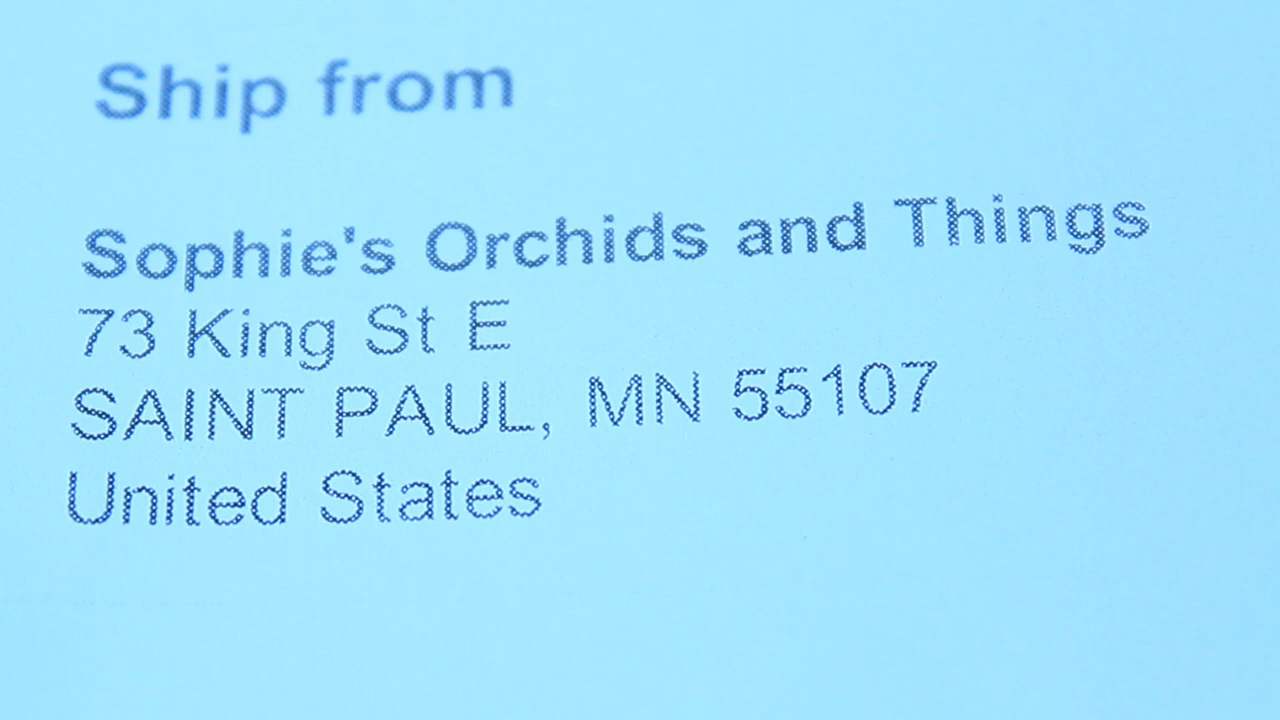 Ship from
Sophie's Orchids and Things
73 King St E
SAINT PAUL, MN 55107
United States